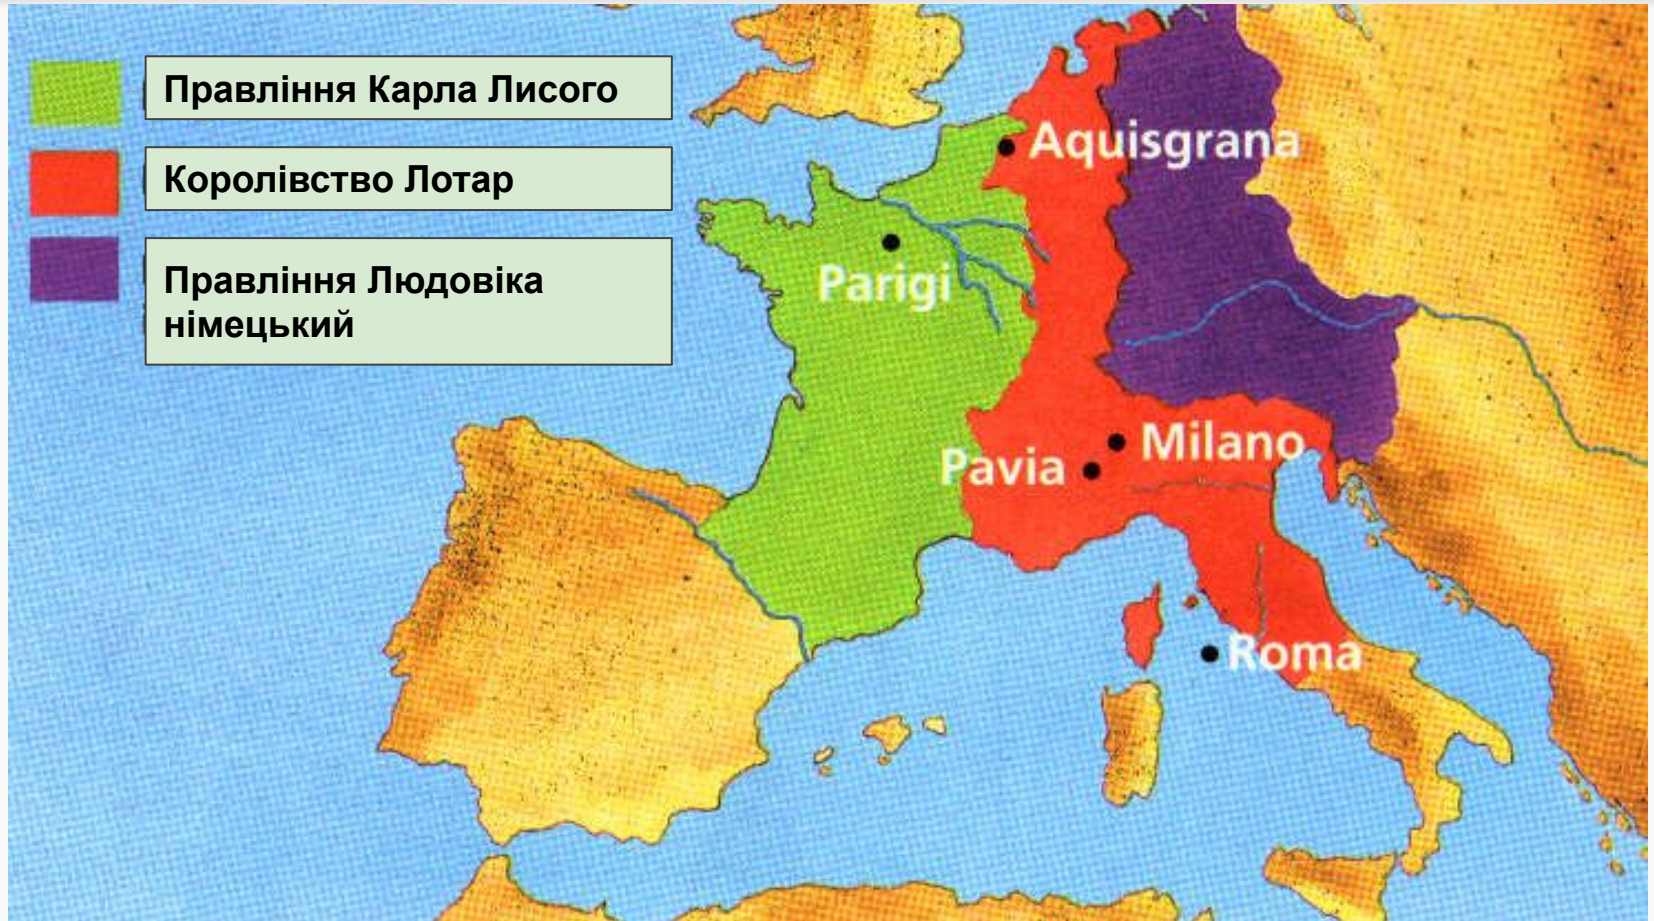 Правління Карла Лисого
Королівство Лотар
Правління Людовіка
німецький
Aquisgrana
Parigi
Milano
Pavia
Roma